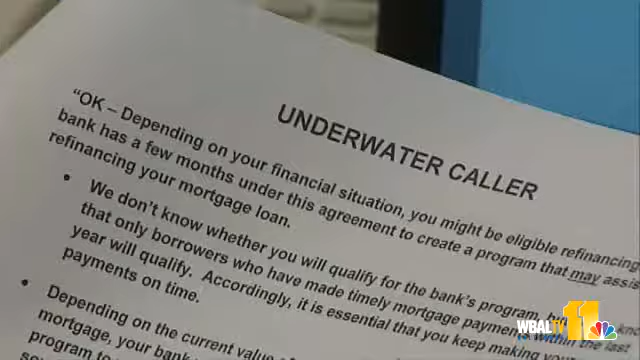 UNDERWATER CALLER
"OK – Depending on your financial situation, you might be eligible refinancing
bank has a few months under this agreement to create a program that may assis
refinancing your mortgage loan.
• We don't know whether you will qualify for the bank's program, but
that only borrowers who have made timely mortgage payments within the last
year will qualify. Accordingly, it is essential that you keep making your
payments on time.
• Depending on the current value
mortgage, your bank
program to
WBALTV 11